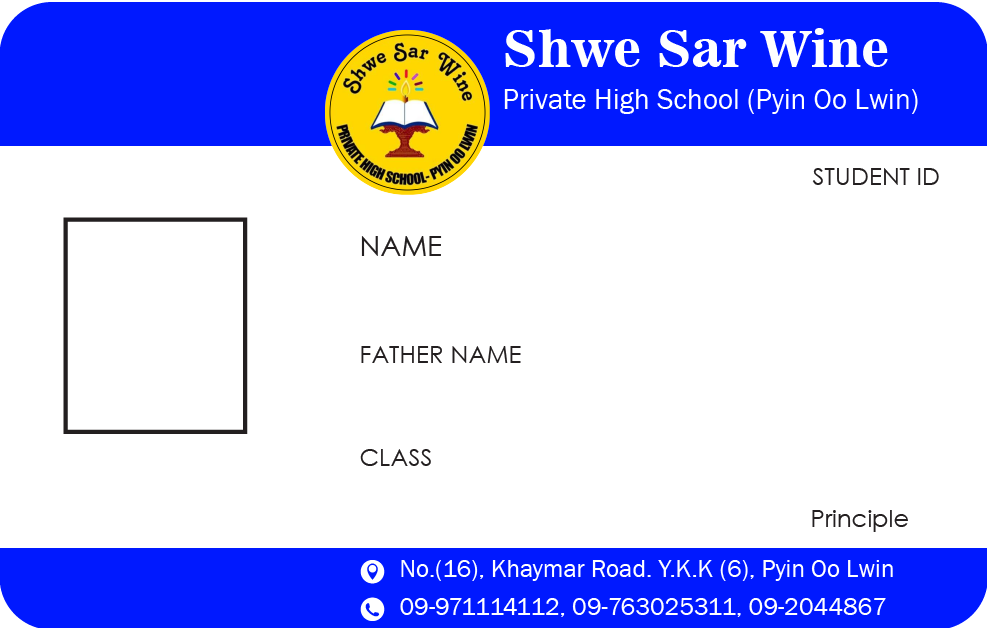 Shwe Sar Wine
Private High School (Pyin Oo Lwin)
Shwe Sar Wine
PRIVATE HIGH SCHOOL- PYIN OO LWIN
STUDENT ID
NAME
FATHER NAME
CLASS
Principle
No.(16), Khaymar Road. Y.K.K (6), Pyin Oo Lwin
09-971114112, 09-763025311, 09-2044867